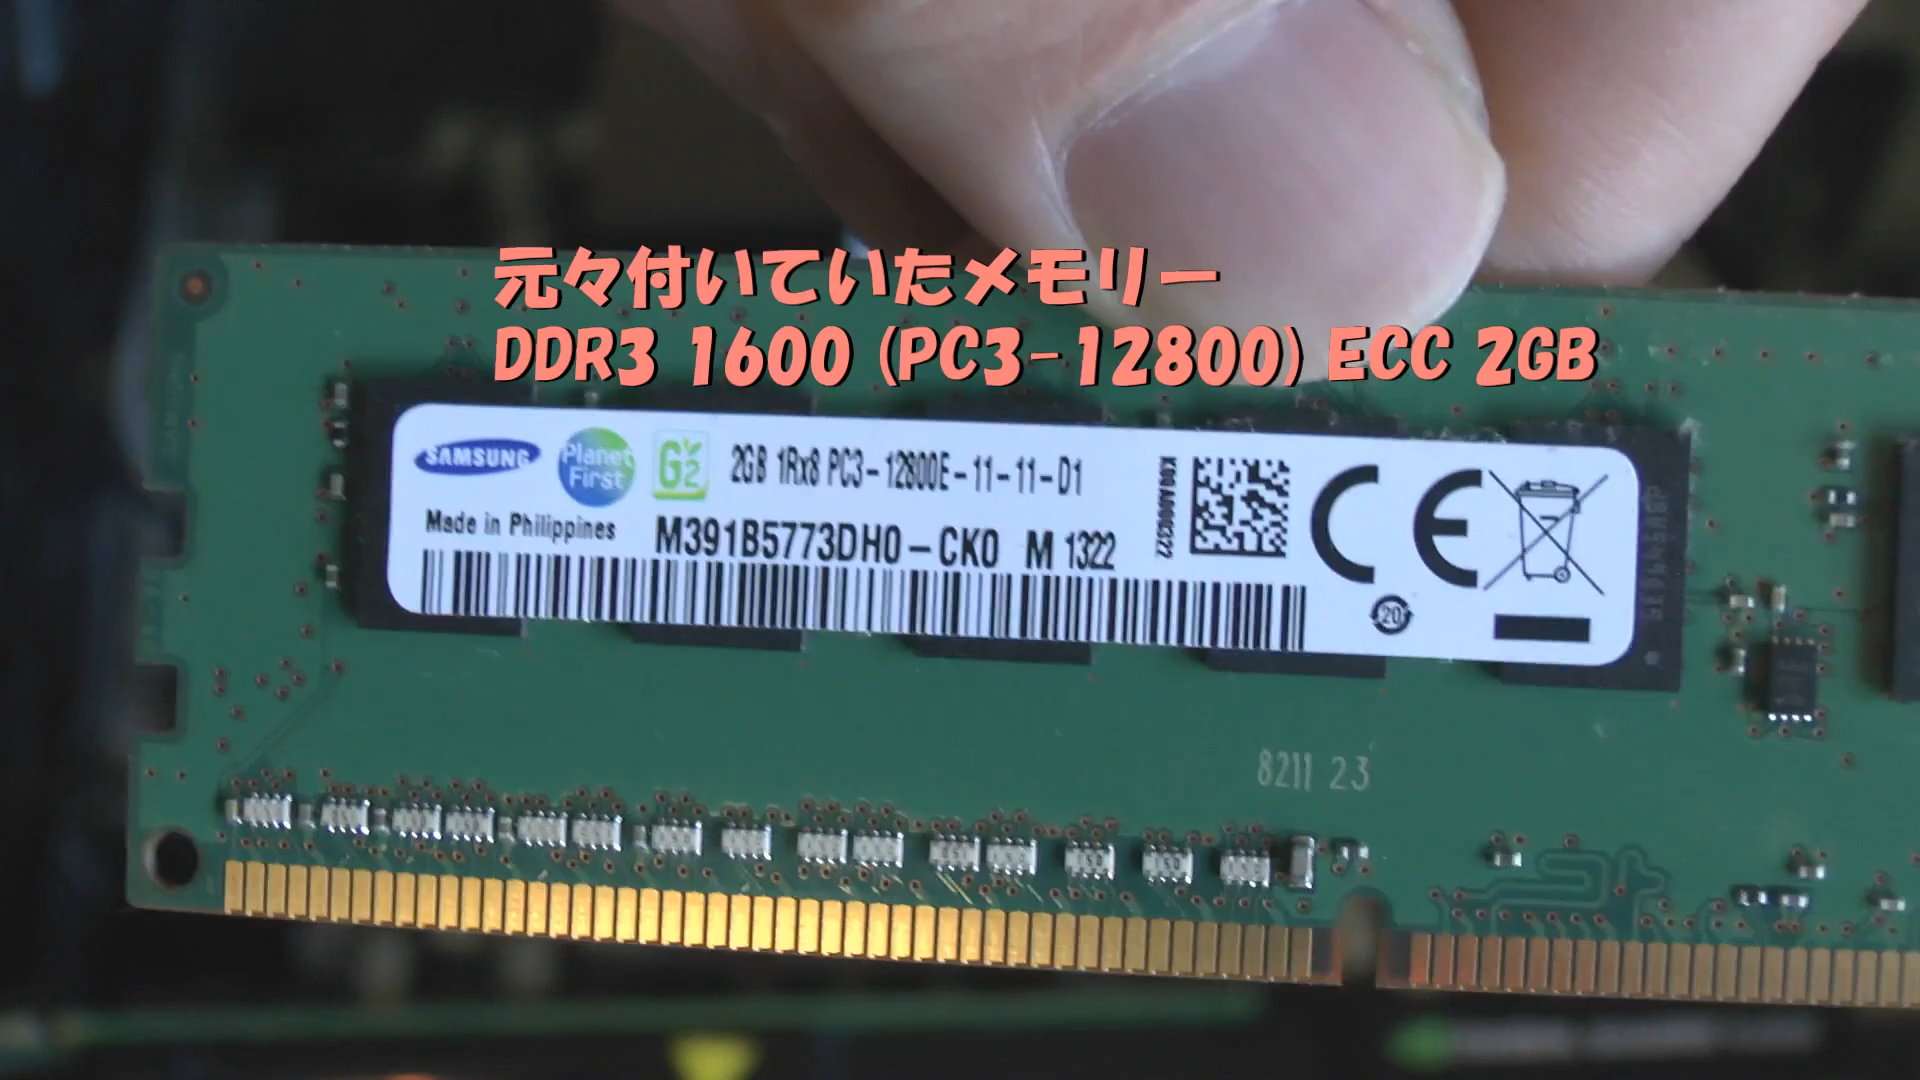 元々付いていたメモリー
DDR3 1600 (PC3-12800) ECC 2GB
SAMSUNG
Planet First
G2
2GB 1Rx8 PC3-12800E-11-11-D1
Made in Philippines
M391B5773DH0-CK0 M 1322
CE
20
8211 23